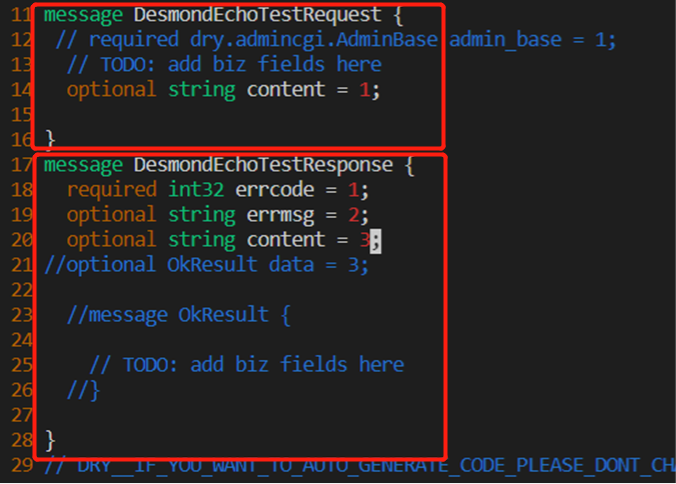 11 message DesmondEchoTestRequest {
12 // required dry.admincgi.AdminBase admin_base = 1;
13 // TODO: add biz fields here
14 optional string content = 1;
15
16 }
17 message DesmondEchoTestResponse {
18 required int32 errcode = 1;
19 optional string errmsg = 2;
20 optional string content = 3;
21 //optional OkResult data = 3;
22
23 //message OkResult {
24
25 // TODO: add biz fields here
26 //}
27
28 }
29 // DRY__IF_YOU_WANT_TO_AUTO_GENERATE_CODE_PLEASE_DONT_CH